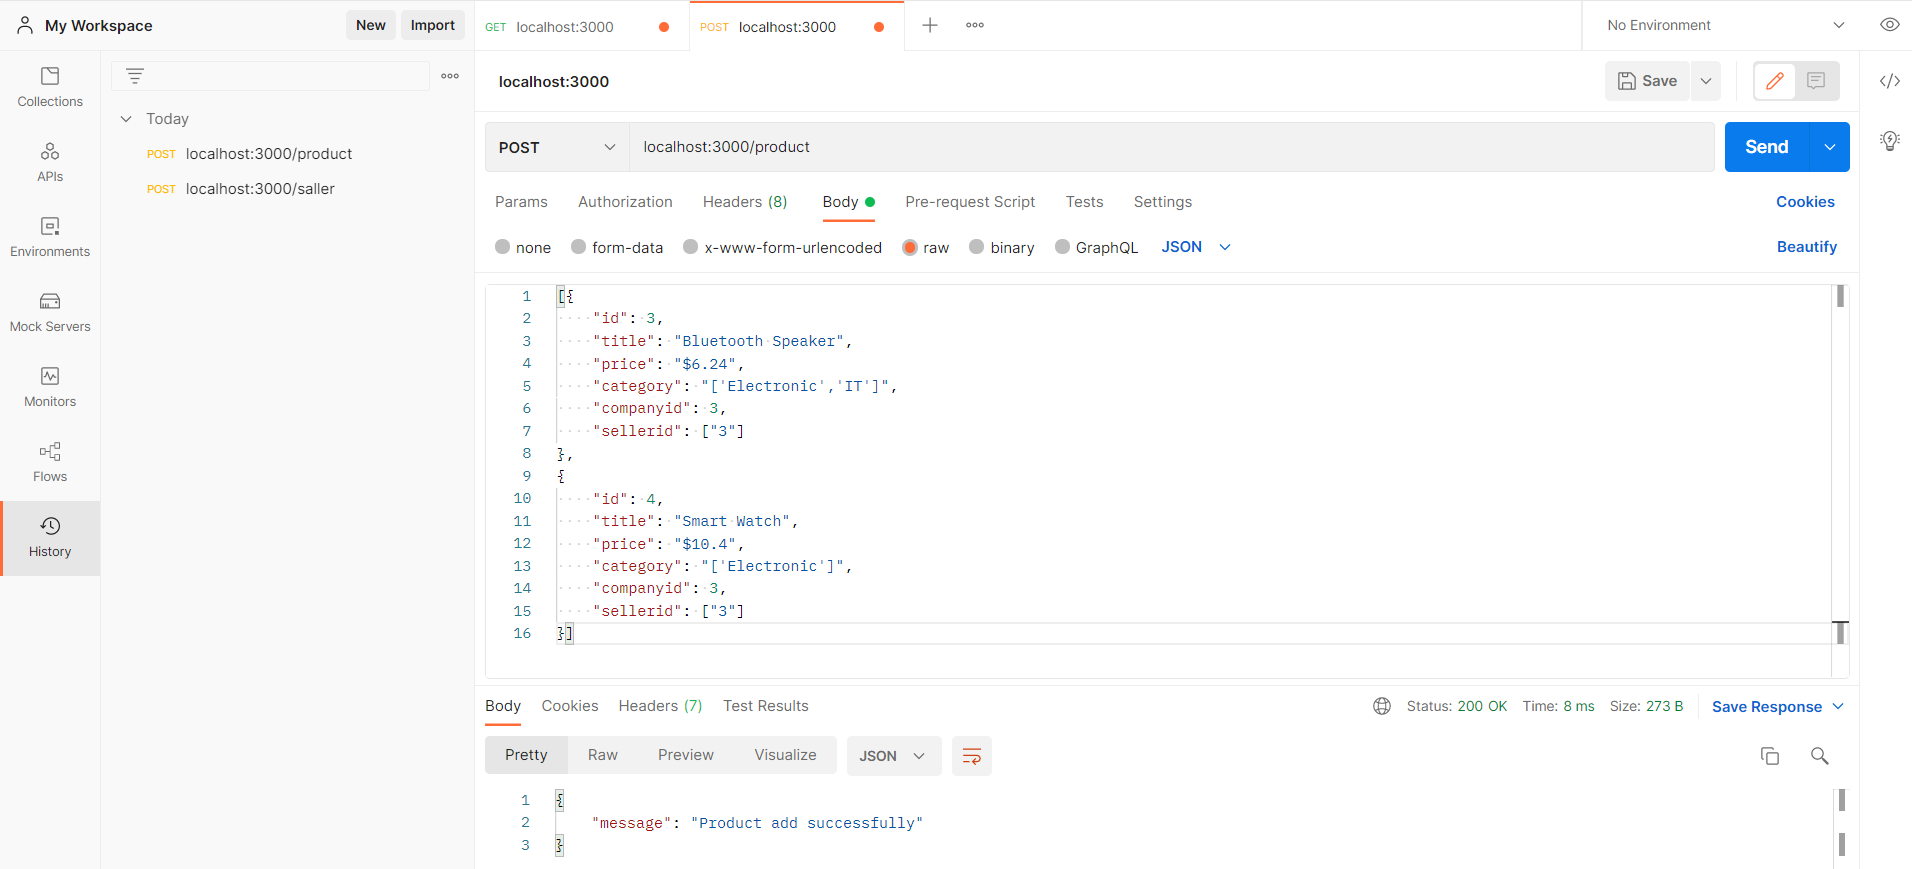 My Workspace
New
Import
GET localhost:3000
POST localhost:3000
No Environment
Collections
APIs
Environments
Mock Servers
Monitors
Flows
History
Today
POST localhost:3000/product
POST localhost:3000/saller
localhost:3000
Save
POST
localhost:3000/product
Send
Params Authorization Headers (8) Body Pre-request Script Tests Settings Cookies
none form-data x-www-form-urlencoded raw binary GraphQL JSON Beautify
1 [{
2 "id": 3,
3 "title": "Bluetooth Speaker",
4 "price": "$6.24",
5 "category": "['Electronic','IT']",
6 "companyid": 3,
7 "sellerid": ["3"]
8 },
9 {
10 "id": 4,
11 "title": "Smart Watch",
12 "price": "$10.4",
13 "category": "['Electronic']",
14 "companyid": 3,
15 "sellerid": ["3"]
16 }]
Body Cookies Headers (7) Test Results Status: 200 OK Time: 8 ms Size: 273 B Save Response
Pretty Raw Preview Visualize JSON
1 {
2 "message": "Product add successfully"
3 }